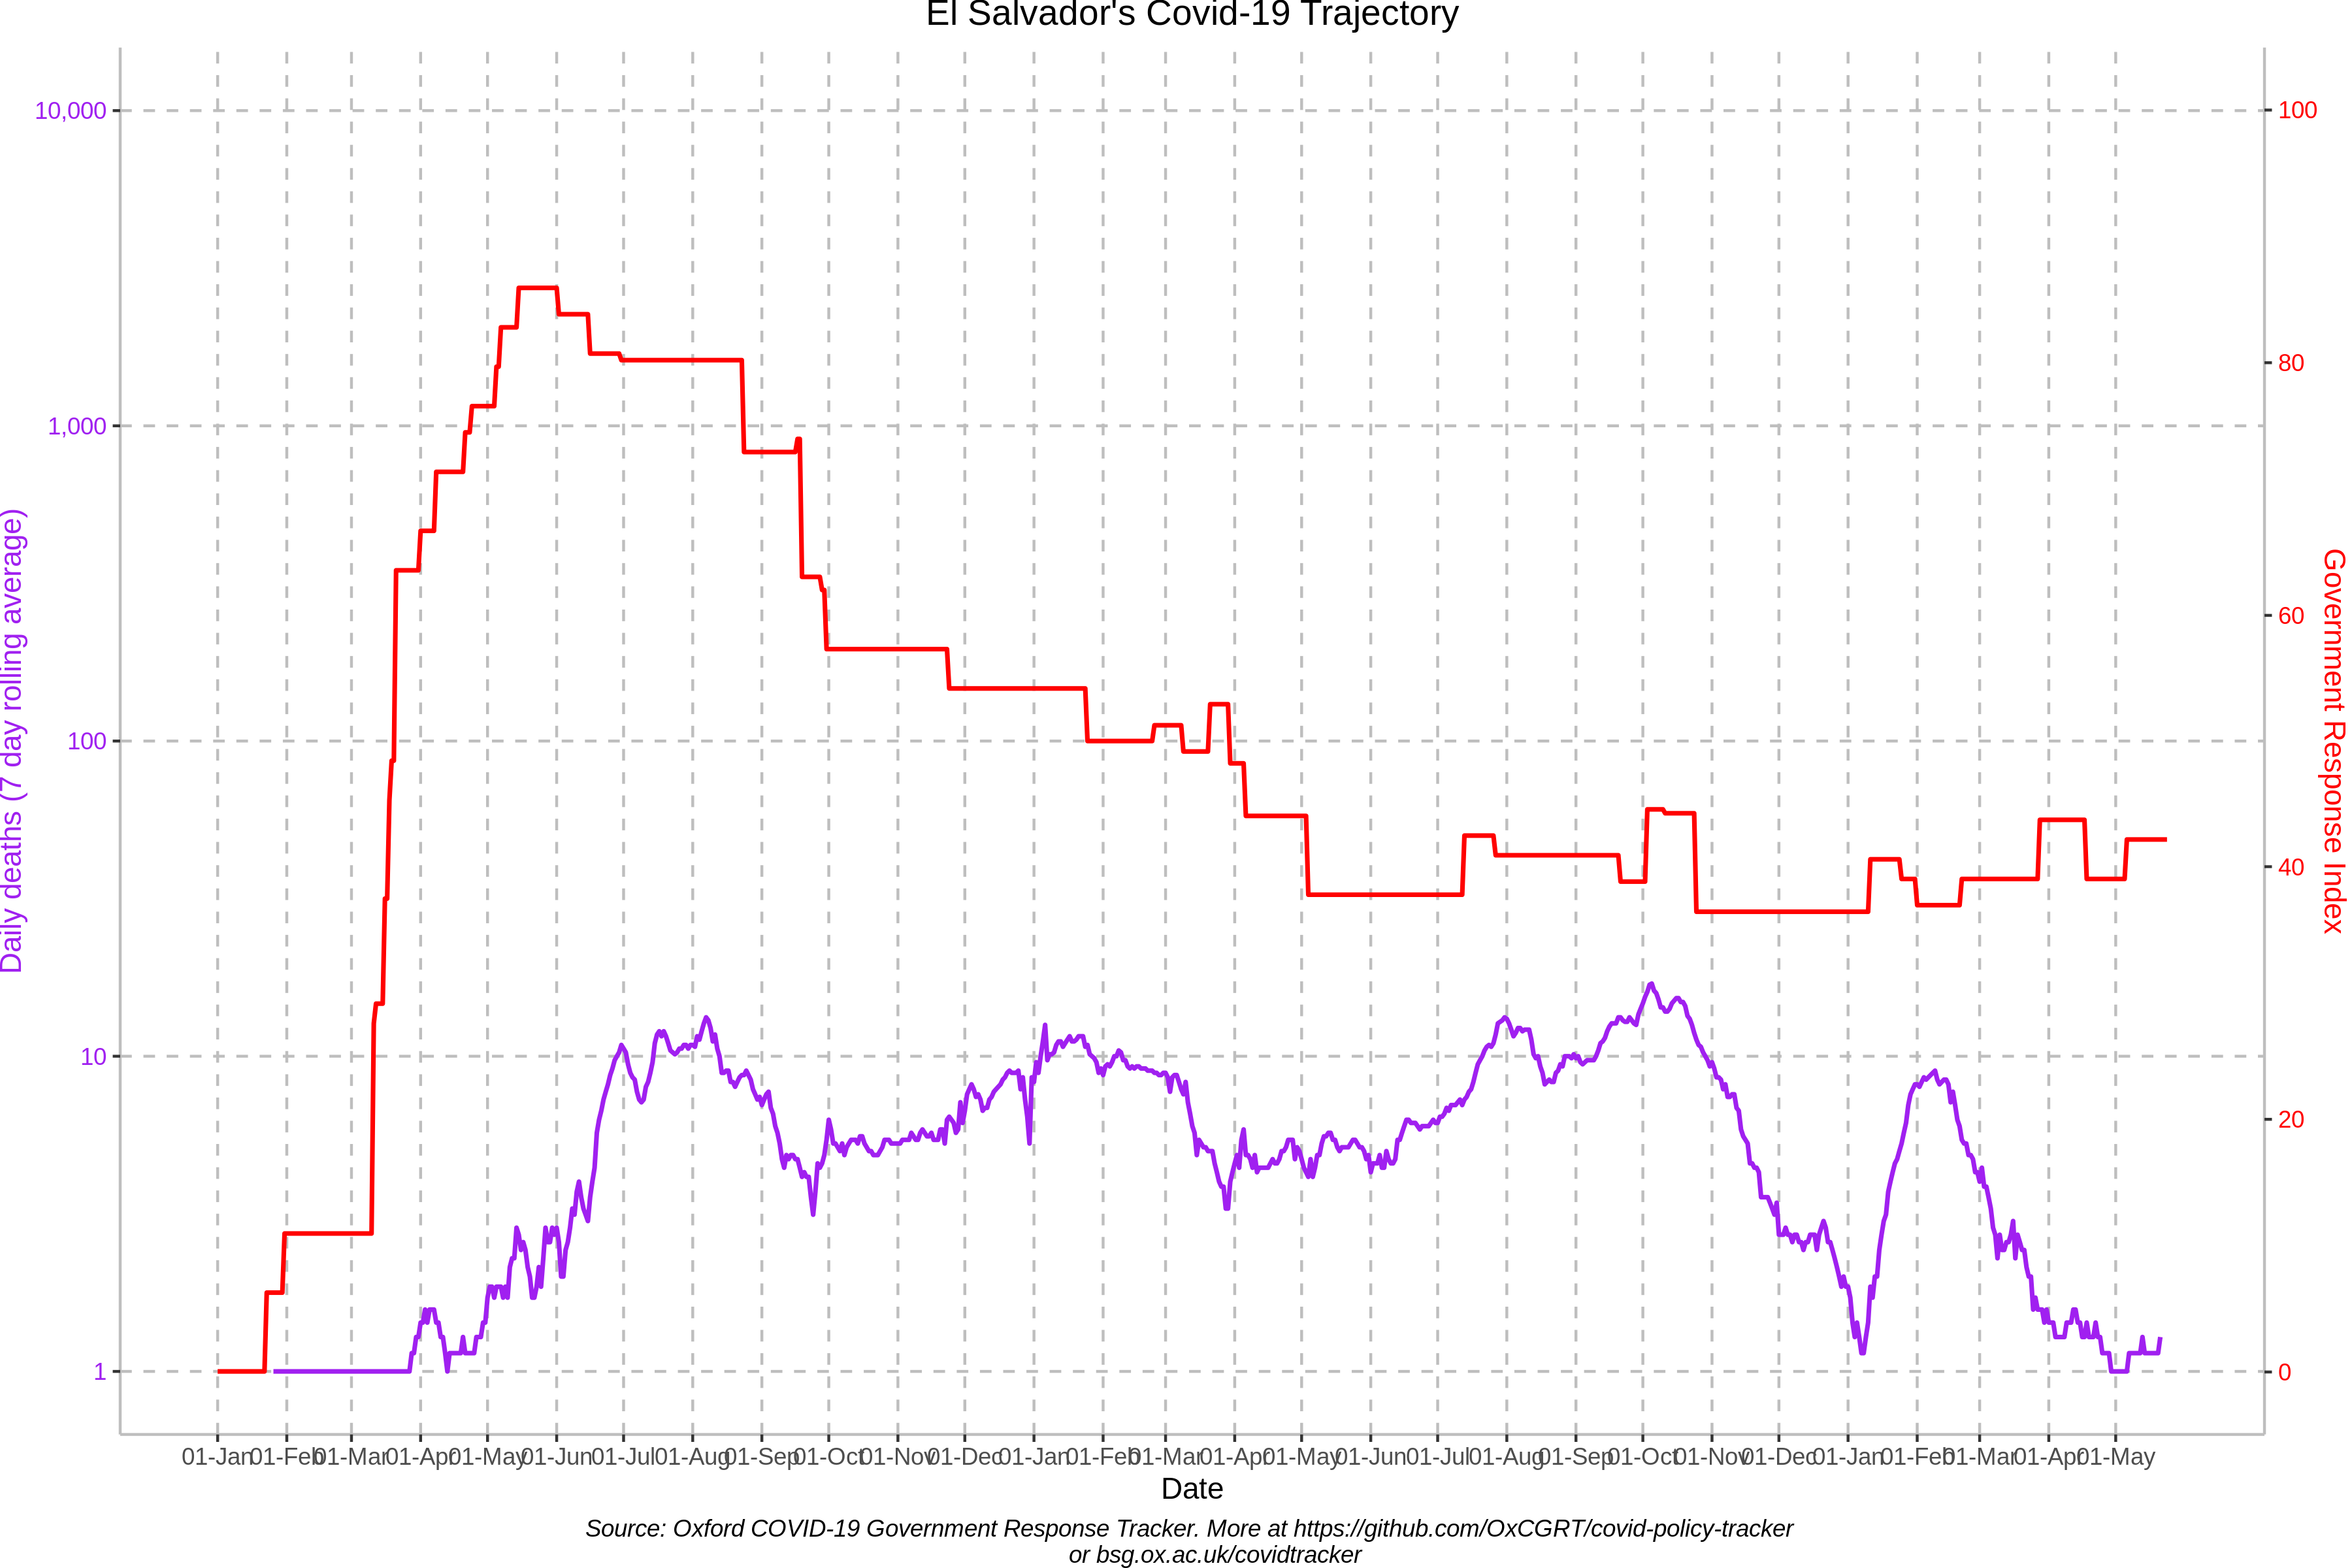 El Salvador's Covid-19 Trajectory
10,000
1,000
100
10
1
Daily deaths (7 day rolling average)
100
80
60
40
20
0
Government Response Index
01-Jan 01-Feb 01-Mar 01-Apr 01-May 01-Jun 01-Jul 01-Aug 01-Sep 01-Oct 01-Nov 01-Dec 01-Jan 01-Feb 01-Mar 01-Apr 01-May 01-Jun 01-Jul 01-Aug 01-Sep 01-Oct 01-Nov 01-Dec 01-Jan 01-Feb 01-Mar 01-Apr 01-May
Date
Source: Oxford COVID-19 Government Response Tracker. More at https://github.com/OxCGRT/covid-policy-tracker
or bsg.ox.ac.uk/covidtracker